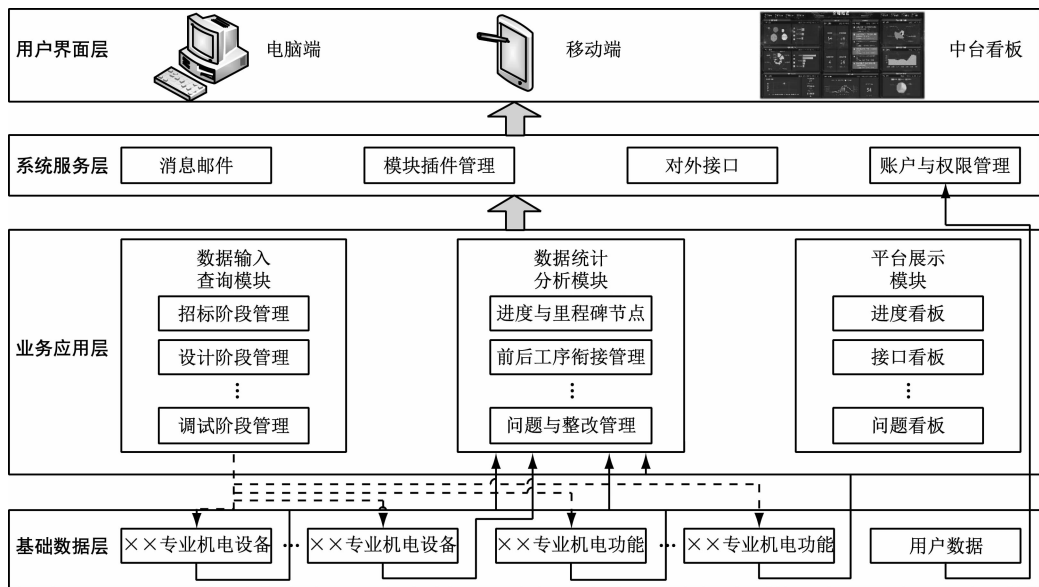 用户界面层
电脑端
移动端
中台看板
系统服务层
消息邮件
模块插件管理
对外接口
账户与权限管理
业务应用层
数据输入
查询模块
招标阶段管理
设计阶段管理
⋮
调试阶段管理
数据统计
分析模块
进度与里程碑节点
前后工序衔接管理
⋮
问题与整改管理
平台展示
模块
进度看板
接口看板
⋮
问题看板
基础数据层
××专业机电设备
…
××专业机电设备
××专业机电功能
…
××专业机电功能
用户数据